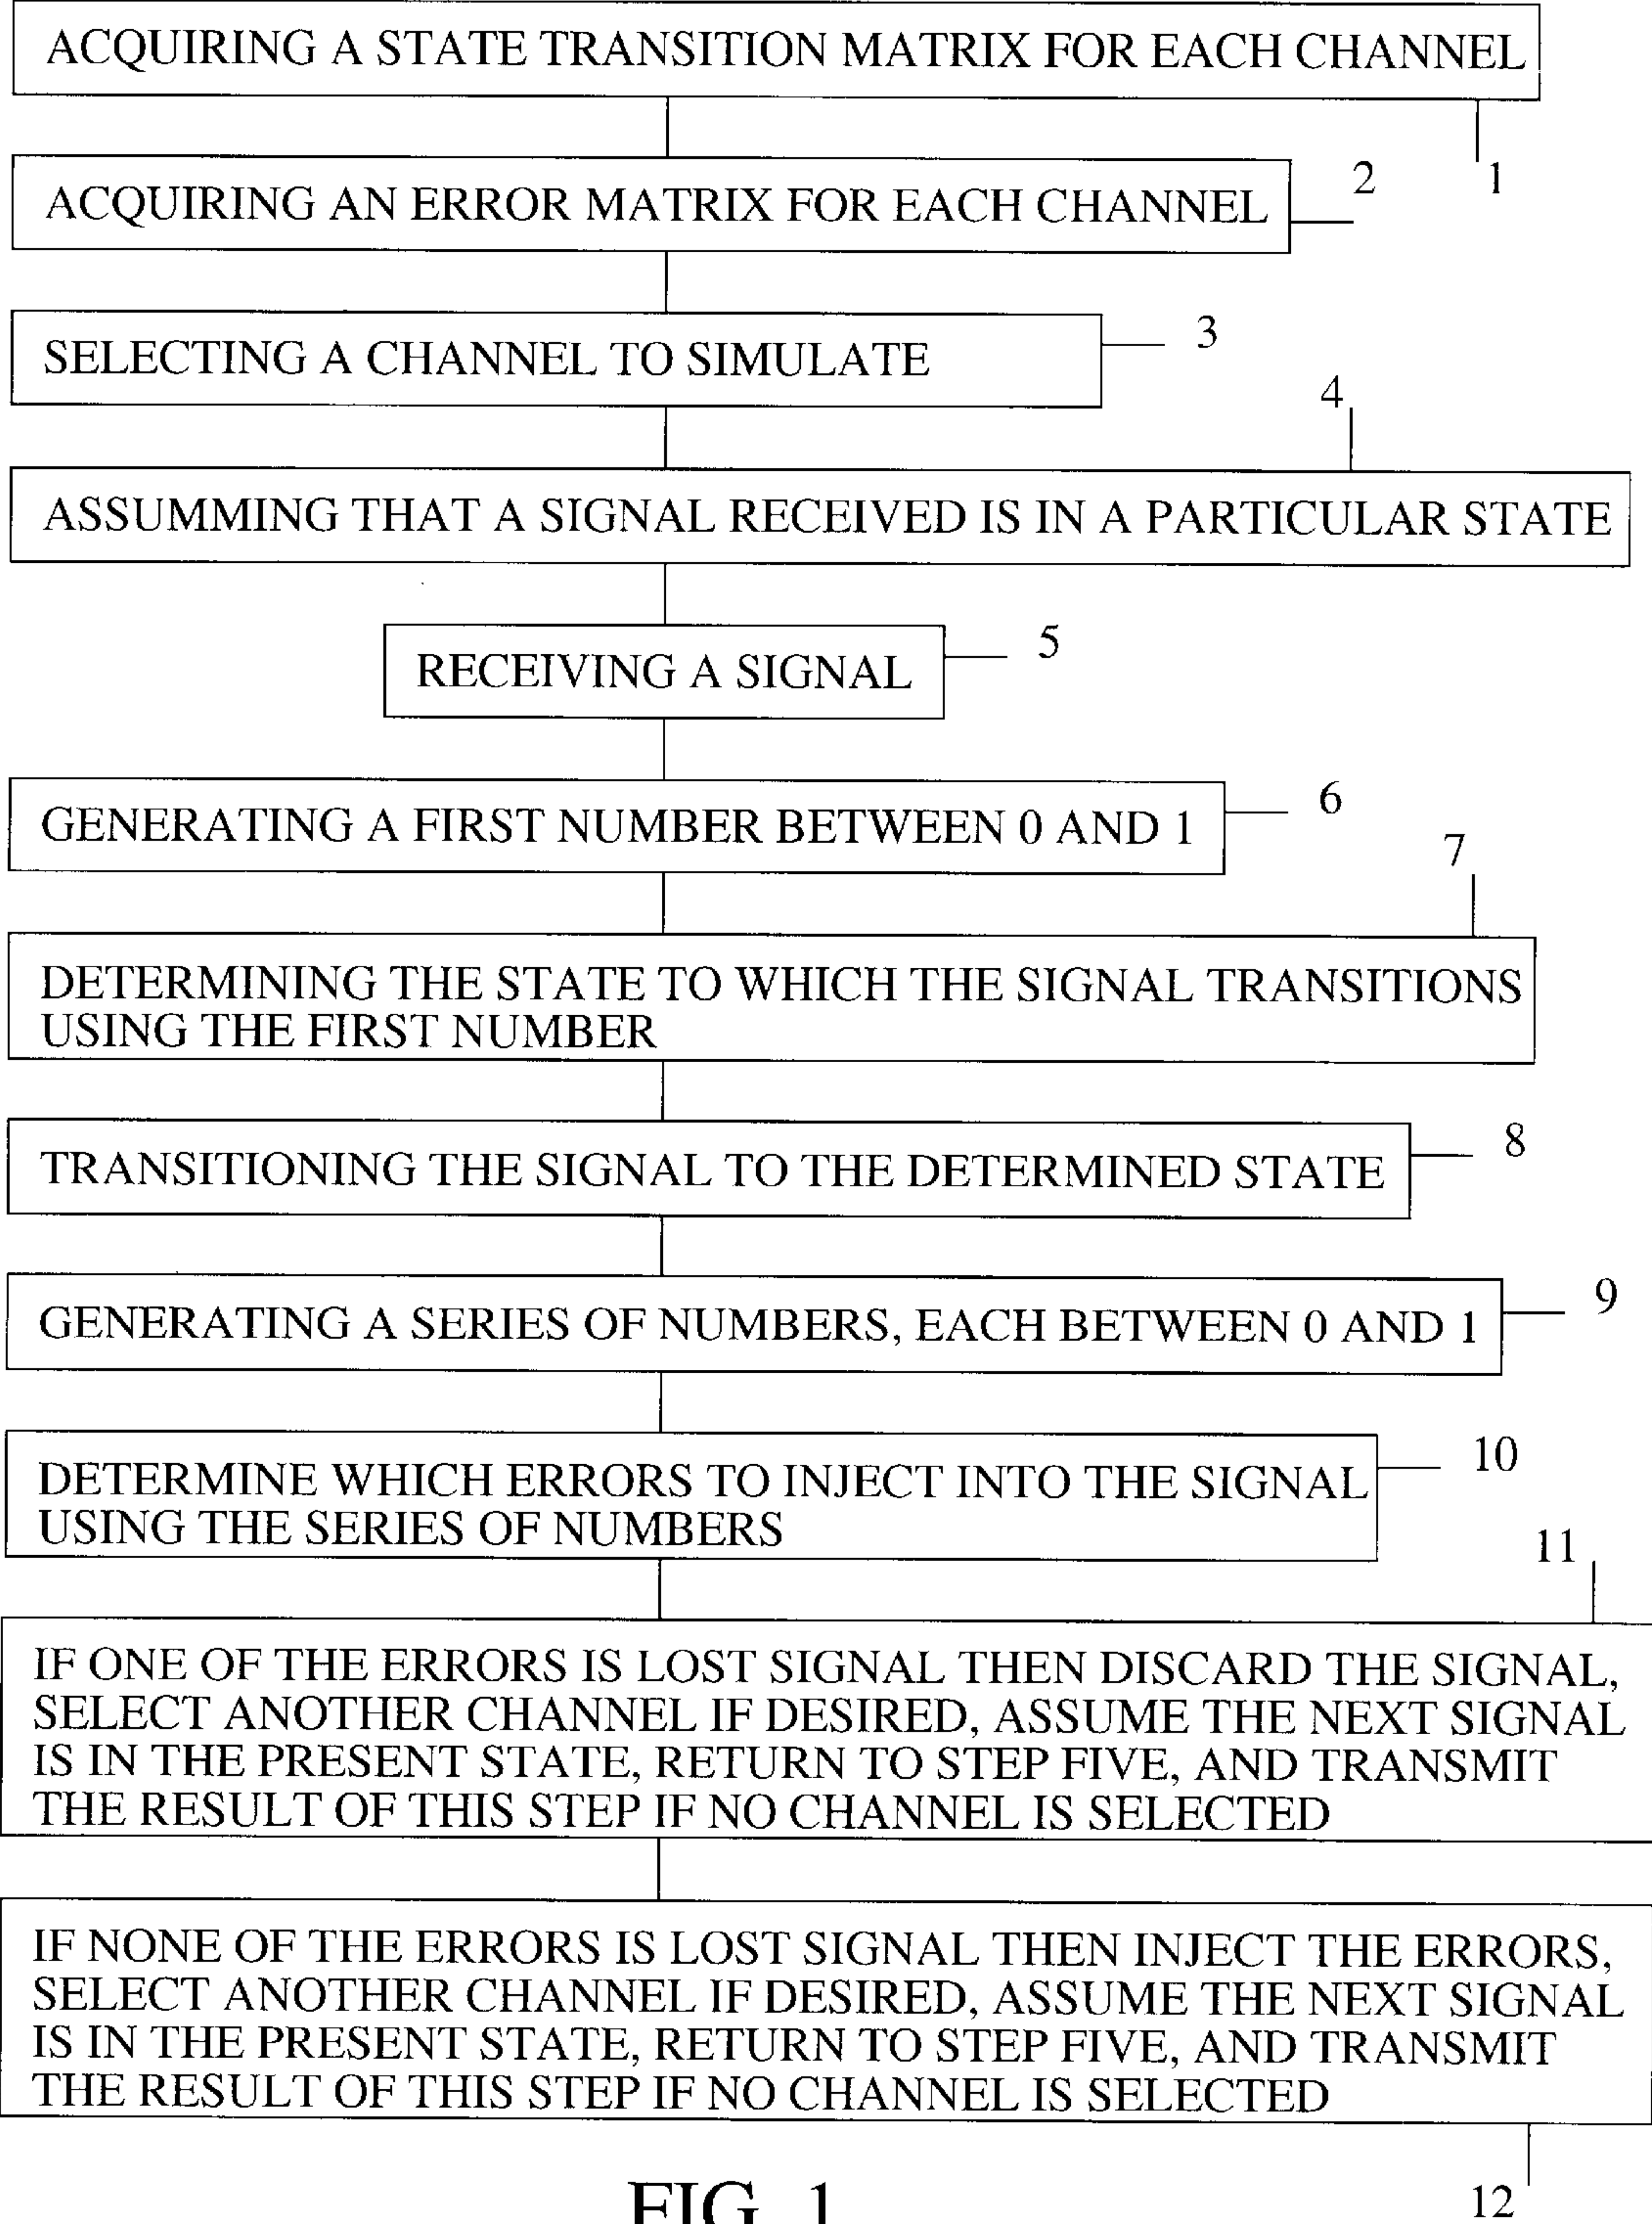 ACQUIRING A STATE TRANSITION MATRIX FOR EACH CHANNEL
1
ACQUIRING AN ERROR MATRIX FOR EACH CHANNEL
2
SELECTING A CHANNEL TO SIMULATE
3
4
ASSUMMING THAT A SIGNAL RECEIVED IS IN A PARTICULAR STATE
RECEIVING A SIGNAL
5
GENERATING A FIRST NUMBER BETWEEN 0 AND 1
6
7
DETERMINING THE STATE TO WHICH THE SIGNAL TRANSITIONS
USING THE FIRST NUMBER
TRANSITIONING THE SIGNAL TO THE DETERMINED STATE
8
GENERATING A SERIES OF NUMBERS, EACH BETWEEN 0 AND 1
9
DETERMINE WHICH ERRORS TO INJECT INTO THE SIGNAL
USING THE SERIES OF NUMBERS
10
11
IF ONE OF THE ERRORS IS LOST SIGNAL THEN DISCARD THE SIGNAL,
SELECT ANOTHER CHANNEL IF DESIRED, ASSUME THE NEXT SIGNAL
IS IN THE PRESENT STATE, RETURN TO STEP FIVE, AND TRANSMIT
THE RESULT OF THIS STEP IF NO CHANNEL IS SELECTED
IF NONE OF THE ERRORS IS LOST SIGNAL THEN INJECT THE ERRORS,
SELECT ANOTHER CHANNEL IF DESIRED, ASSUME THE NEXT SIGNAL
IS IN THE PRESENT STATE, RETURN TO STEP FIVE, AND TRANSMIT
THE RESULT OF THIS STEP IF NO CHANNEL IS SELECTED
12
FIG. 1